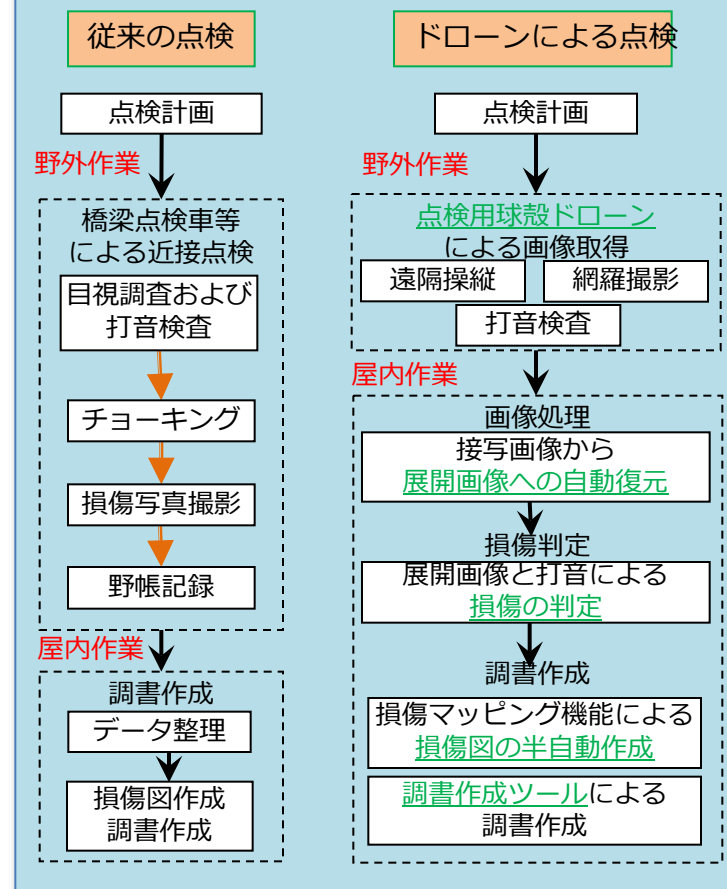 従来の点検
点検計画
野外作業
橋梁点検車等
による近接点検
目視調査および
打音検査
チョーキング
損傷写真撮影
野帳記録
屋内作業
調書作成
データ整理
損傷図作成
調書作成
ドローンによる点検
点検計画
野外作業
点検用球殻ドローン
による画像取得
遠隔操縦
網羅撮影
打音検査
屋内作業
画像処理
接写画像から
展開画像への自動復元
損傷判定
展開画像と打音による
損傷の判定
調書作成
損傷マッピング機能による
損傷図の半自動作成
調書作成ツールによる
調書作成